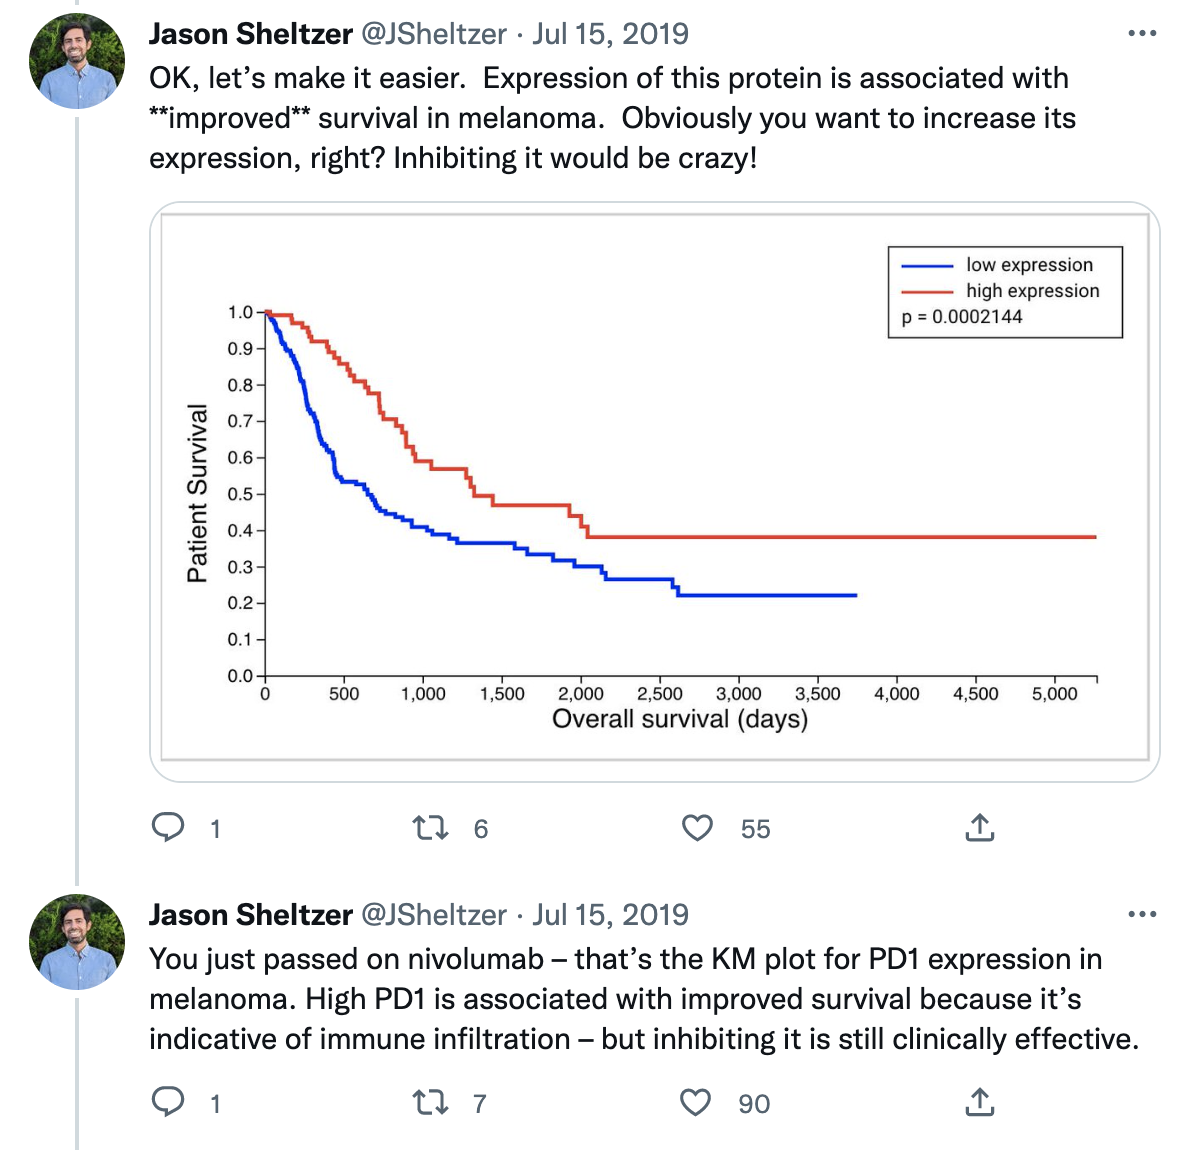 Jason Sheltzer @JSheltzer · Jul 15, 2019
OK, let’s make it easier.  Expression of this protein is associated with
**improved** survival in melanoma.  Obviously you want to increase its
expression, right? Inhibiting it would be crazy!
low expression
high expression
p = 0.0002144
1.0
0.9
0.8
0.7
0.6
0.5
0.4
0.3
0.2
0.1
0.0
Patient Survival
0 500 1,000 1,500 2,000 2,500 3,000 3,500 4,000 4,500 5,000
Overall survival (days)
1 6 55
Jason Sheltzer @JSheltzer · Jul 15, 2019
You just passed on nivolumab – that’s the KM plot for PD1 expression in
melanoma. High PD1 is associated with improved survival because it’s
indicative of immune infiltration – but inhibiting it is still clinically effective.
1 7 90